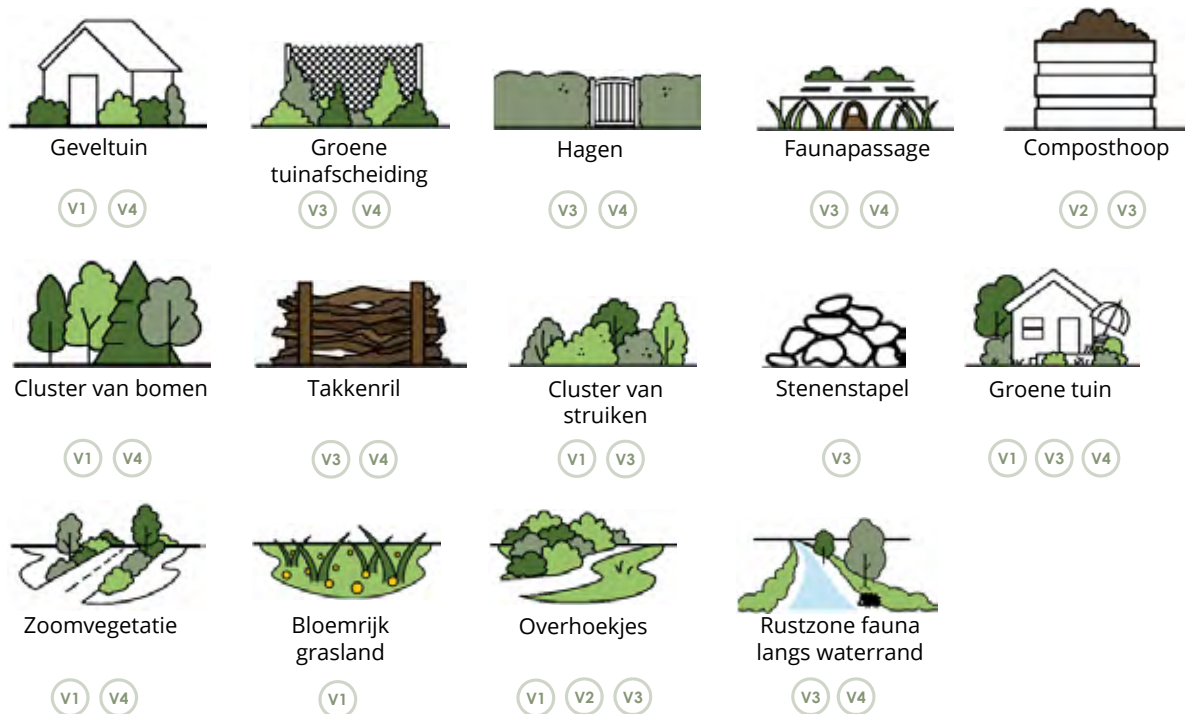 Geveltuin
Groene
tuinafscheiding
Hagen
Faunapassage
Composthoop
V1 V4
V3 V4
V3 V4
V3 V4
V2 V3
Cluster van bomen
Takkenril
Cluster van
struiken
Stenenstapel
Groene tuin
V1 V4
V3 V4
V1 V3
V3
V1 V3 V4
Zoomvegetatie
Bloemrijk
grasland
Overhoekjes
Rustzone fauna
langs waterrand
V1 V4
V1
V1 V2 V3
V3 V4